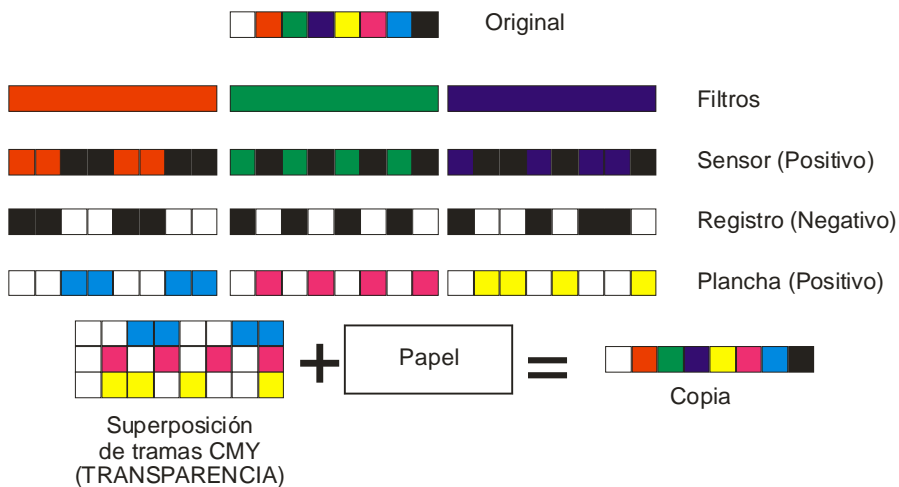 Original
Filtros
Sensor (Positivo)
Registro (Negativo)
Plancha (Positivo)
Papel
Copia
Superposición
de tramas CMY
(TRANSPARENCIA)